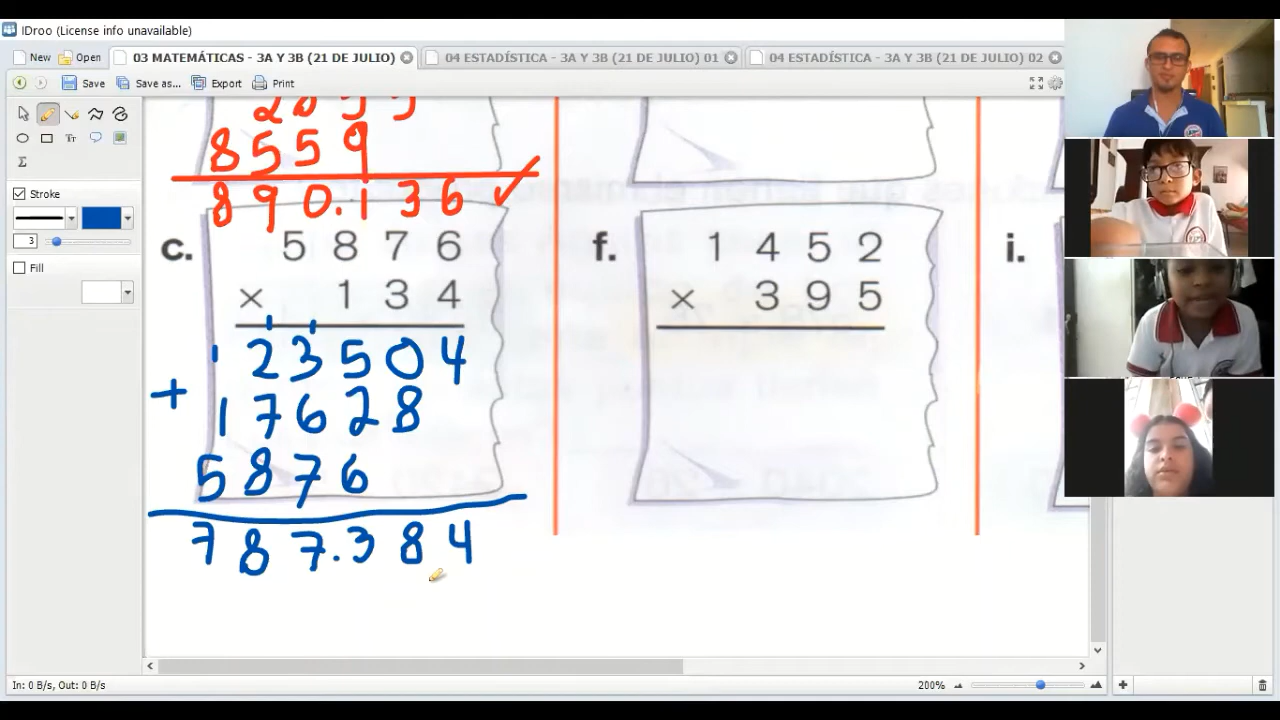 IDroo (License info unavailable)
New Open 03 MATEMÁTICAS - 3A Y 3B (21 DE JULIO) 04 ESTADÍSTICA - 3A Y 3B (21 DE JULIO) 01 04 ESTADÍSTICA - 3A Y 3B (21 DE JULIO) 02
Save Save as... Export Print
Tr
Σ
Stroke
3
Fill
8559
890.136 ✓
c. 5876
× 134
23504
+ 17628
5876
787.384
f. 1452
× 395
i.
In: 0 B/s, Out: 0 B/s 200%